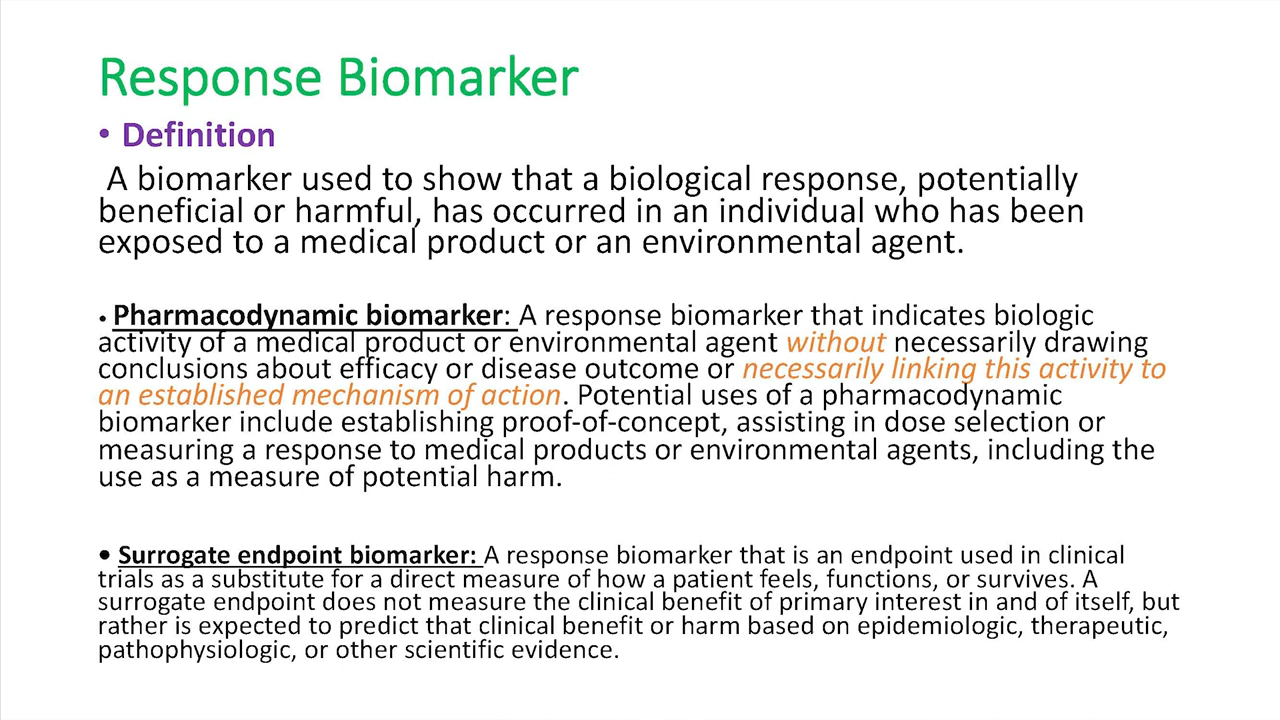 Response Biomarker
• Definition
A biomarker used to show that a biological response, potentially
beneficial or harmful, has occurred in an individual who has been
exposed to a medical product or an environmental agent.
• Pharmacodynamic biomarker: A response biomarker that indicates biologic
activity of a medical product or environmental agent without necessarily drawing
conclusions about efficacy or disease outcome or necessarily linking this activity to
an established mechanism of action. Potential uses of a pharmacodynamic
biomarker include establishing proof-of-concept, assisting in dose selection or
measuring a response to medical products or environmental agents, including the
use as a measure of potential harm.
• Surrogate endpoint biomarker: A response biomarker that is an endpoint used in clinical
trials as a substitute for a direct measure of how a patient feels, functions, or survives. A
surrogate endpoint does not measure the clinical benefit of primary interest in and of itself, but
rather is expected to predict that clinical benefit or harm based on epidemiologic, therapeutic,
pathophysiologic, or other scientific evidence.